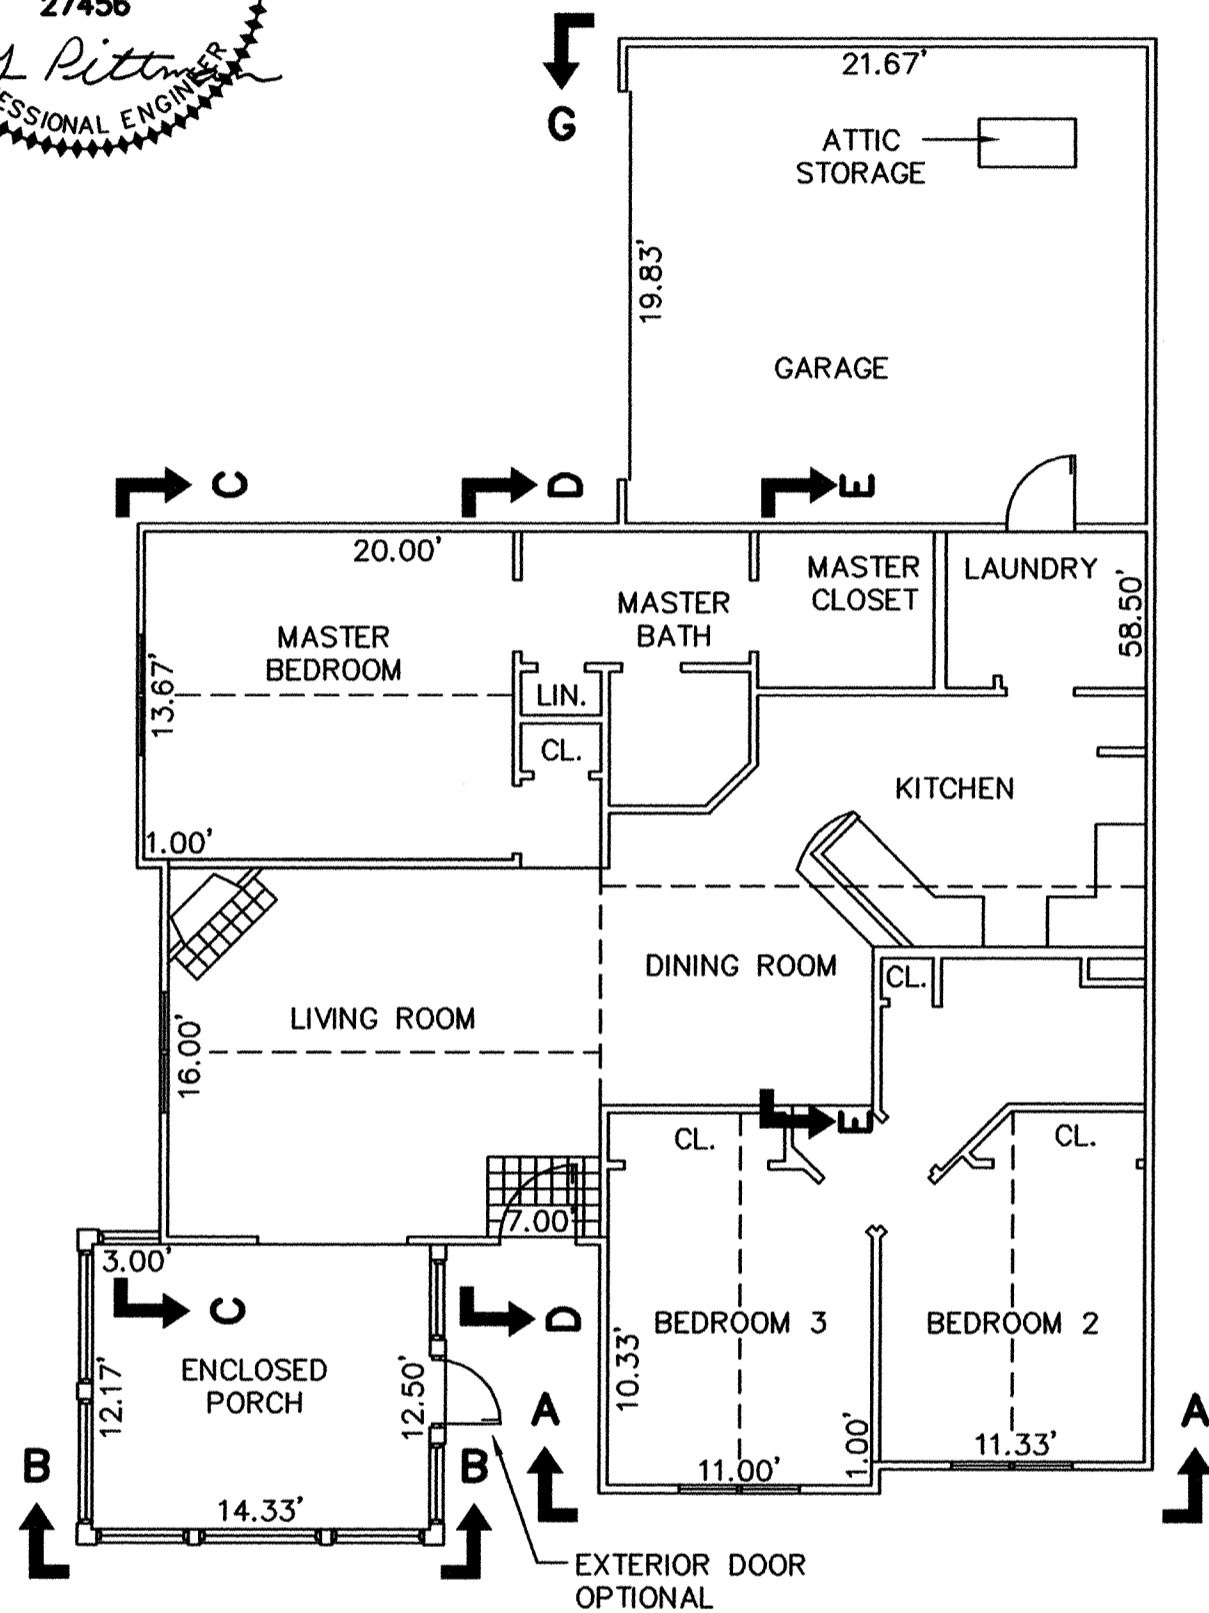 27456
PROFESSIONAL ENGINEER
G
21.67'
ATTIC
STORAGE
19.83'
GARAGE
C
D
E
20.00'
MASTER
BEDROOM
MASTER
BATH
MASTER
CLOSET
LAUNDRY
58.50'
13.67'
LIN.
CL.
KITCHEN
1.00'
DINING ROOM
CL.
LIVING ROOM
16.00'
E
CL.
CL.
7.00'
3.00'
C
D
BEDROOM 3
BEDROOM 2
ENCLOSED
PORCH
12.17'
12.50'
10.33'
1.00'
A
A
B
B
11.00'
11.33'
14.33'
EXTERIOR DOOR
OPTIONAL